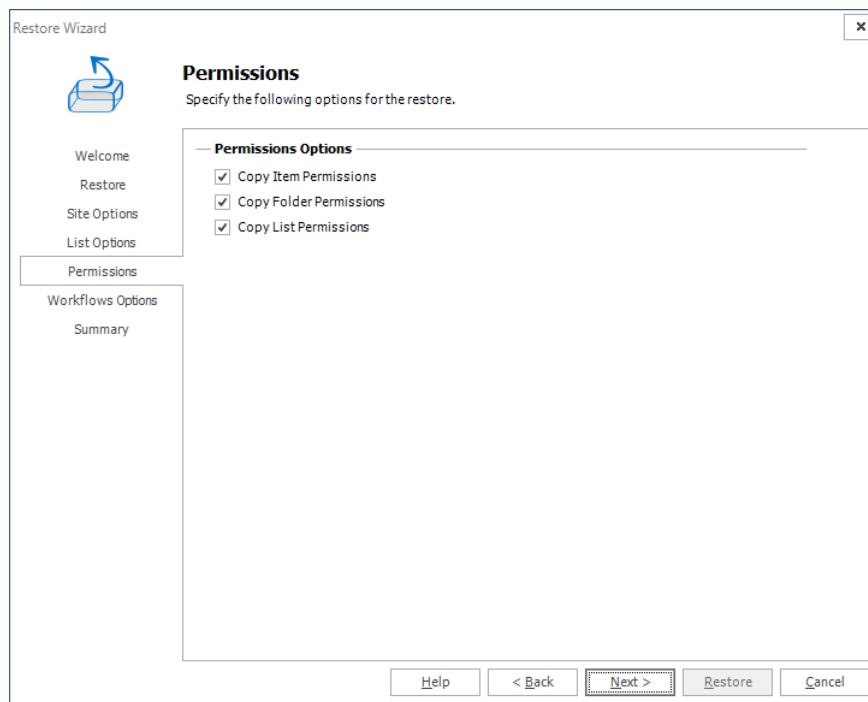 Restore Wizard
Permissions
Specify the following options for the restore.
Welcome
Restore
Site Options
List Options
Permissions
Workflows Options
Summary
Permissions Options
Copy Item Permissions
Copy Folder Permissions
Copy List Permissions
Help
< Back
Next >
Restore
Cancel